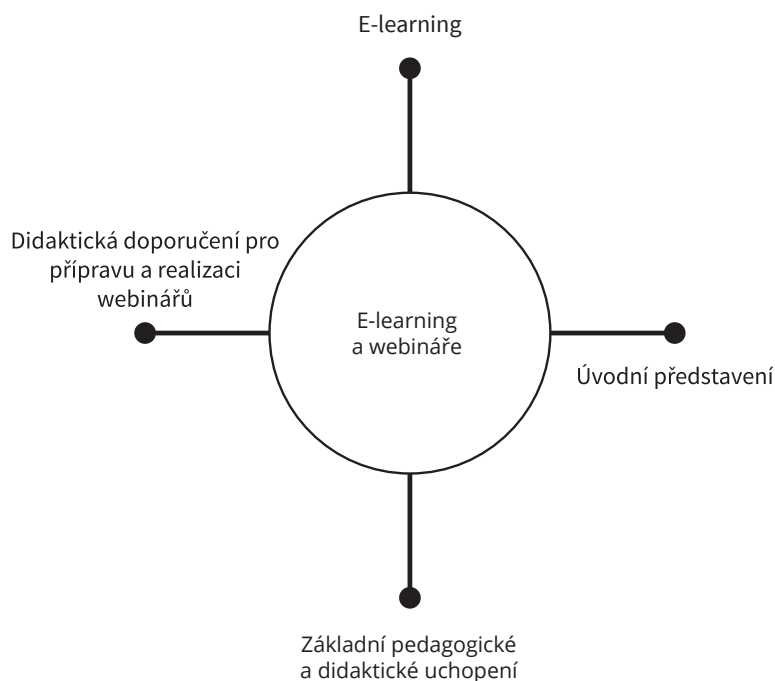 E-learning
Didaktická doporučení pro
přípravu a realizaci
webinářů
E-learning
a webináře
Úvodní představení
Základní pedagogické
a didaktické uchopení